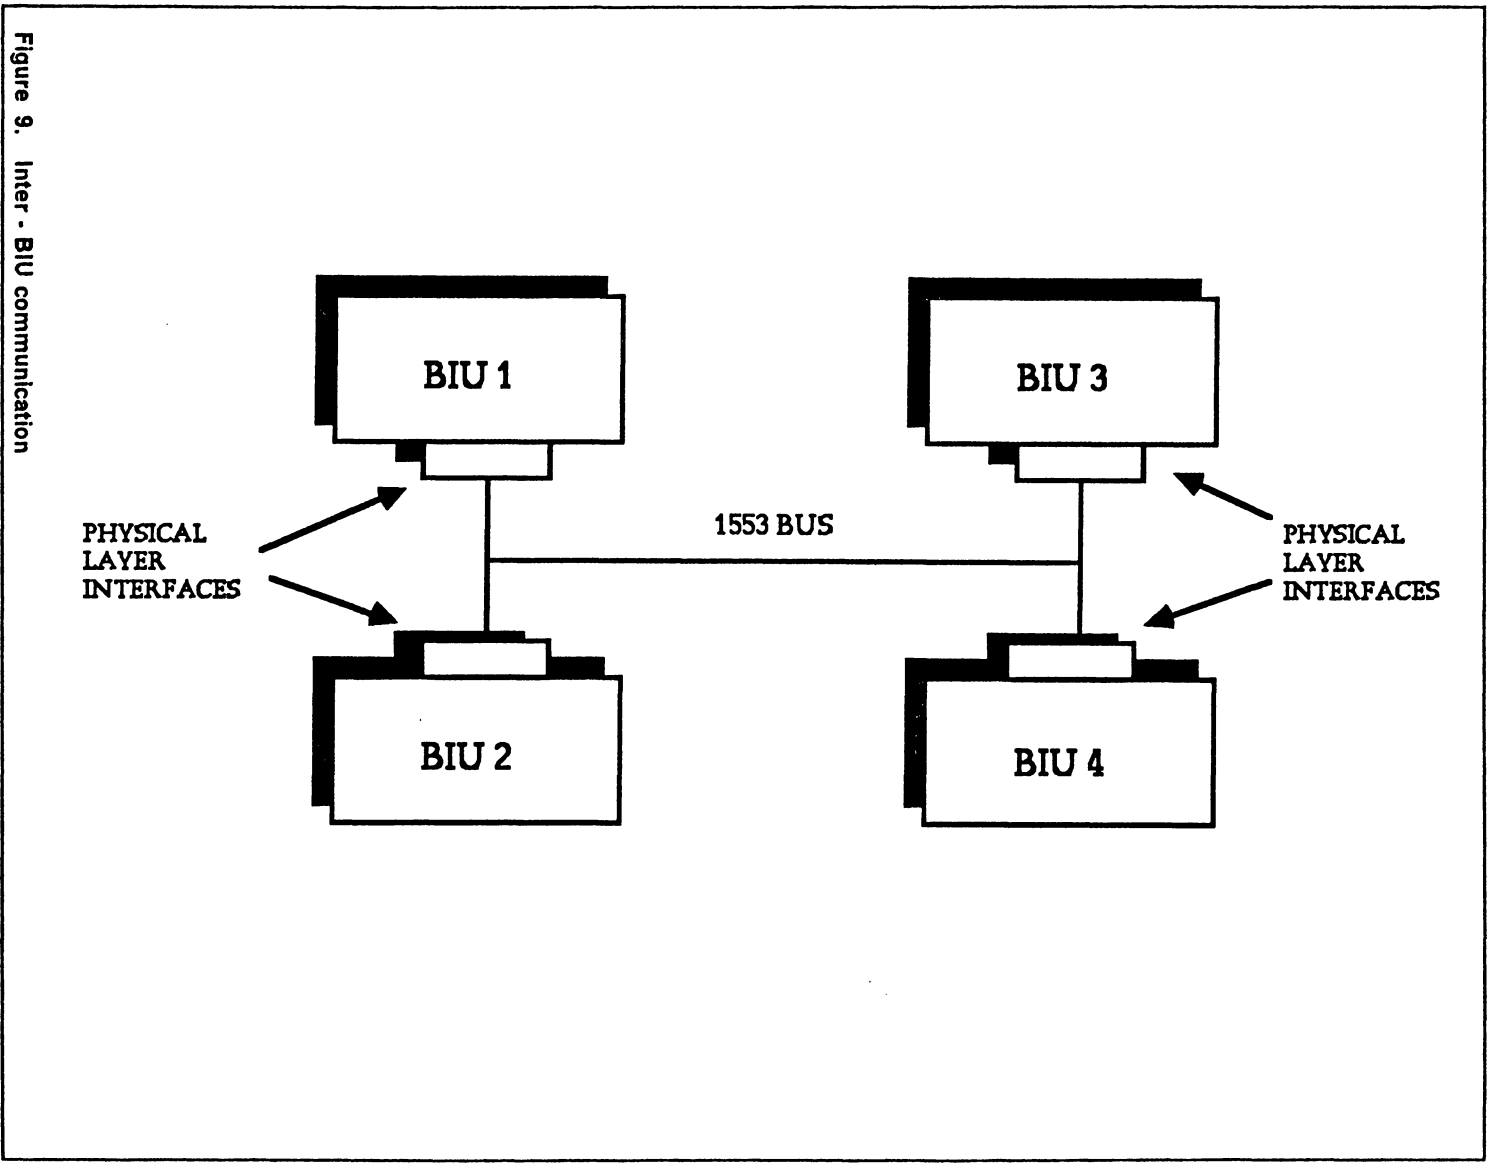 Figure 9. Inter - BIU communication
BIU 1
BIU 3
1553 BUS
PHYSICAL
LAYER
INTERFACES
PHYSICAL
LAYER
INTERFACES
BIU 2
BIU 4